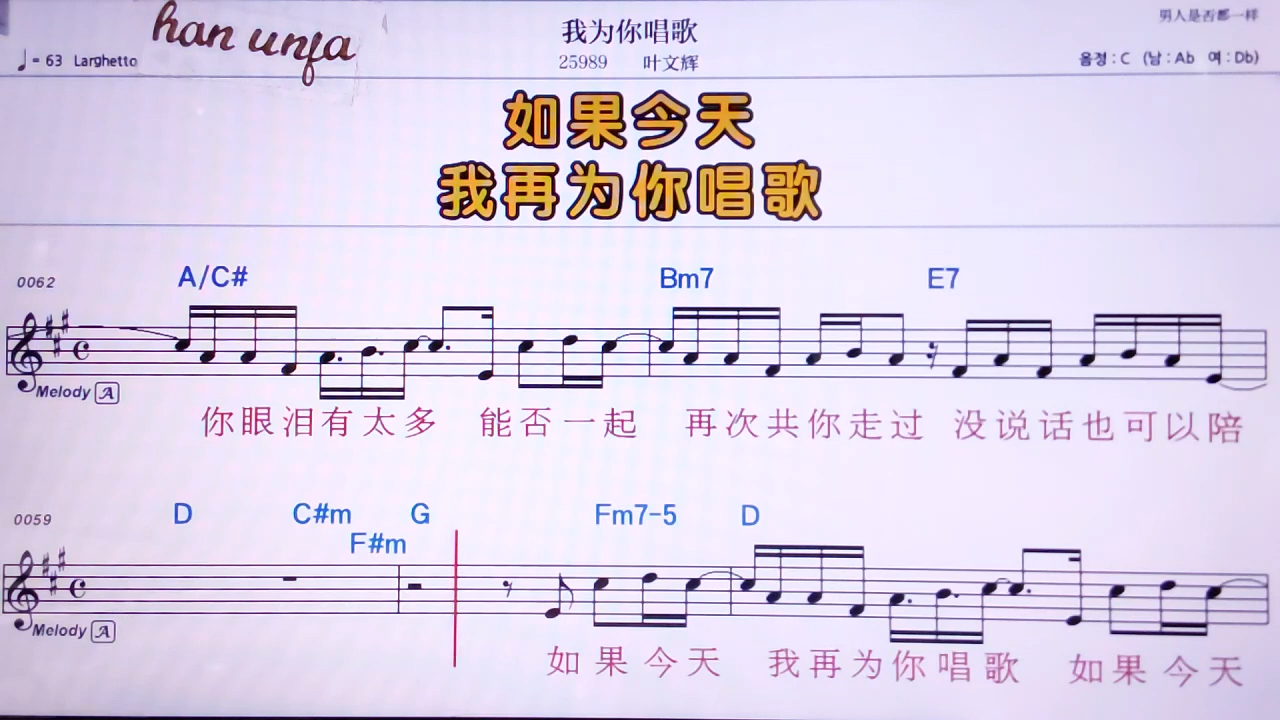 han unfa
我为你唱歌
男人是否都一样
♩= 63 Larghetto
25989 叶文辉
음정 : C (남 : Ab 여 : Db)
如果今天
我再为你唱歌
0062 A/C# Bm7 E7
Melody A
你眼泪有太多 能否一起 再次共你走过 没说话也可以陪
0059 D C#m F#m G Fm7-5 D
Melody A
如果今天 我再为你唱歌 如果今天